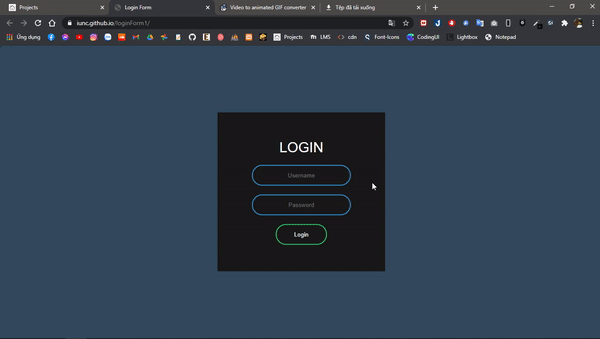 Projects
Login Form
Video to animated GIF converter
Tệp đã tải xuống
iunc.github.io/loginForm1/
Ứng dụng
Projects
LMS
cdn
Font-Icons
CodingUI
Lightbox
Notepad
LOGIN
Username
Password
Login